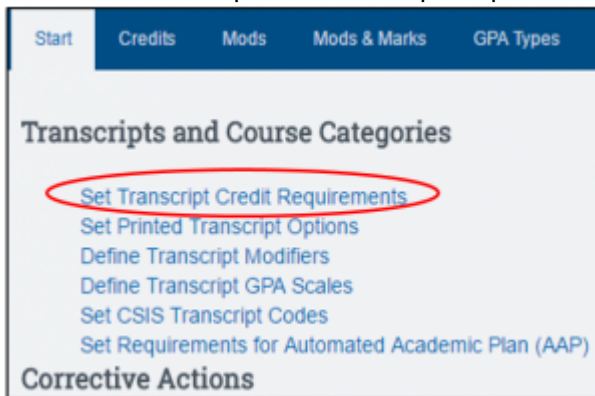 Start Credits Mods Mods & Marks GPA Types
Transcripts and Course Categories
Set Transcript Credit Requirements
Set Printed Transcript Options
Define Transcript Modifiers
Define Transcript GPA Scales
Set CSIS Transcript Codes
Set Requirements for Automated Academic Plan (AAP)
Corrective Actions